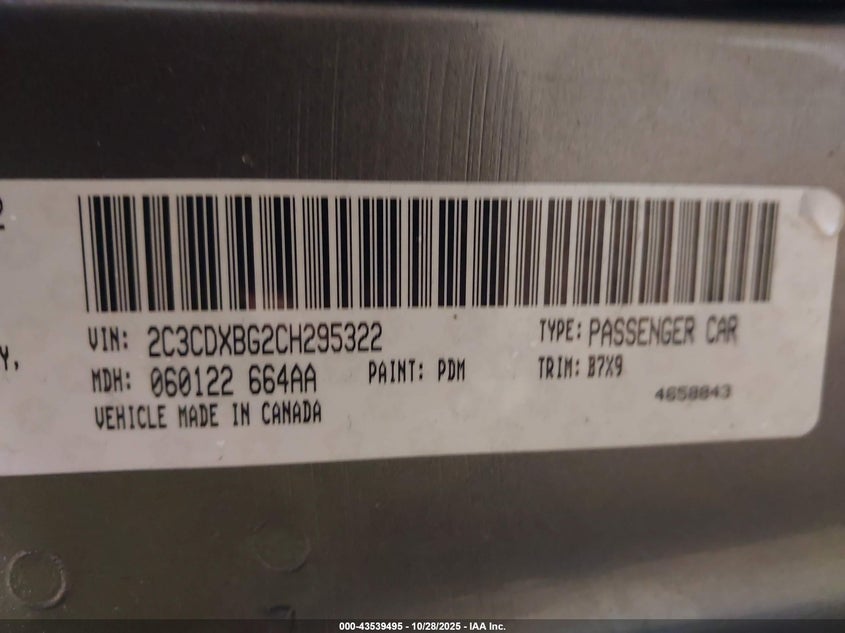 VIN: 2C3CDXBG2CH295322 TYPE: PASSENGER CAR
Y, MDH: 060122 664AA PAINT: PDM TRIM: B7X9
VEHICLE MADE IN CANADA 4658843
000-43539495 - 10/28/2025 - IAA Inc.